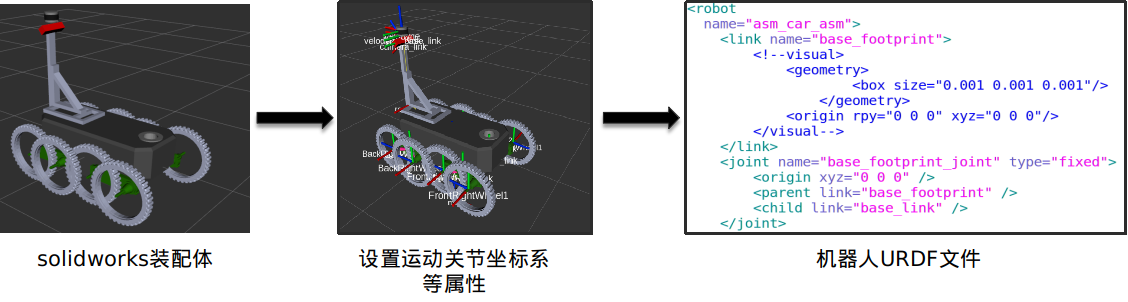 <robot
name="asm_car_asm">
<link name="base_footprint">
<!--visual>
<geometry>
<box size="0.001 0.001 0.001"/>
</geometry>
<origin rpy="0 0 0" xyz="0 0 0"/>
</visual-->
</link>
<joint name="base_footprint_joint" type="fixed">
<origin xyz="0 0 0" />
<parent link="base_footprint" />
<child link="base_link" />
</joint>
camera_link
FrontRightWheel1
solidworks装配体
设置运动关节坐标系
等属性
机器人URDF文件